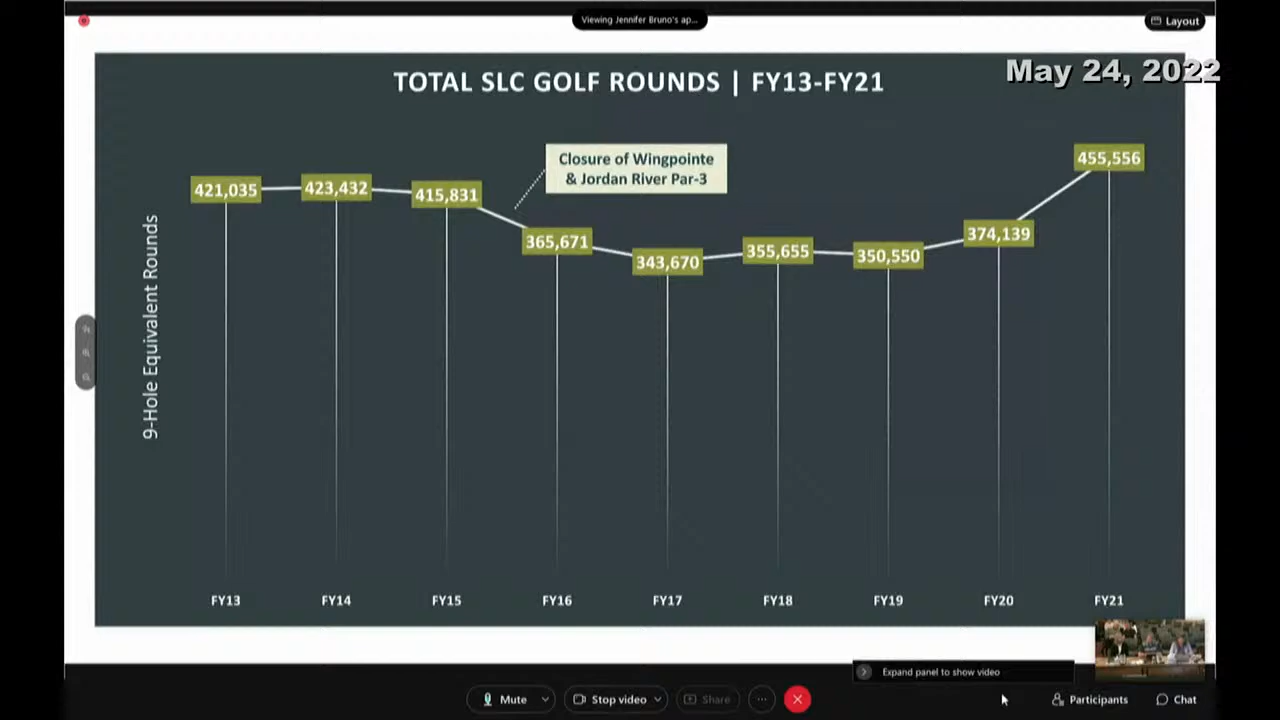 Viewing Jennifer Bruno's ap...
Layout
May 24, 2022
TOTAL SLC GOLF ROUNDS | FY13-FY21
Closure of Wingpointe
& Jordan River Par-3
421,035
423,432
415,831
365,671
343,670
355,655
350,550
374,139
455,556
9-Hole Equivalent Rounds
FY13
FY14
FY15
FY16
FY17
FY18
FY19
FY20
FY21
Expand panel to show video
Mute
Stop video
Share
...
Participants
Chat